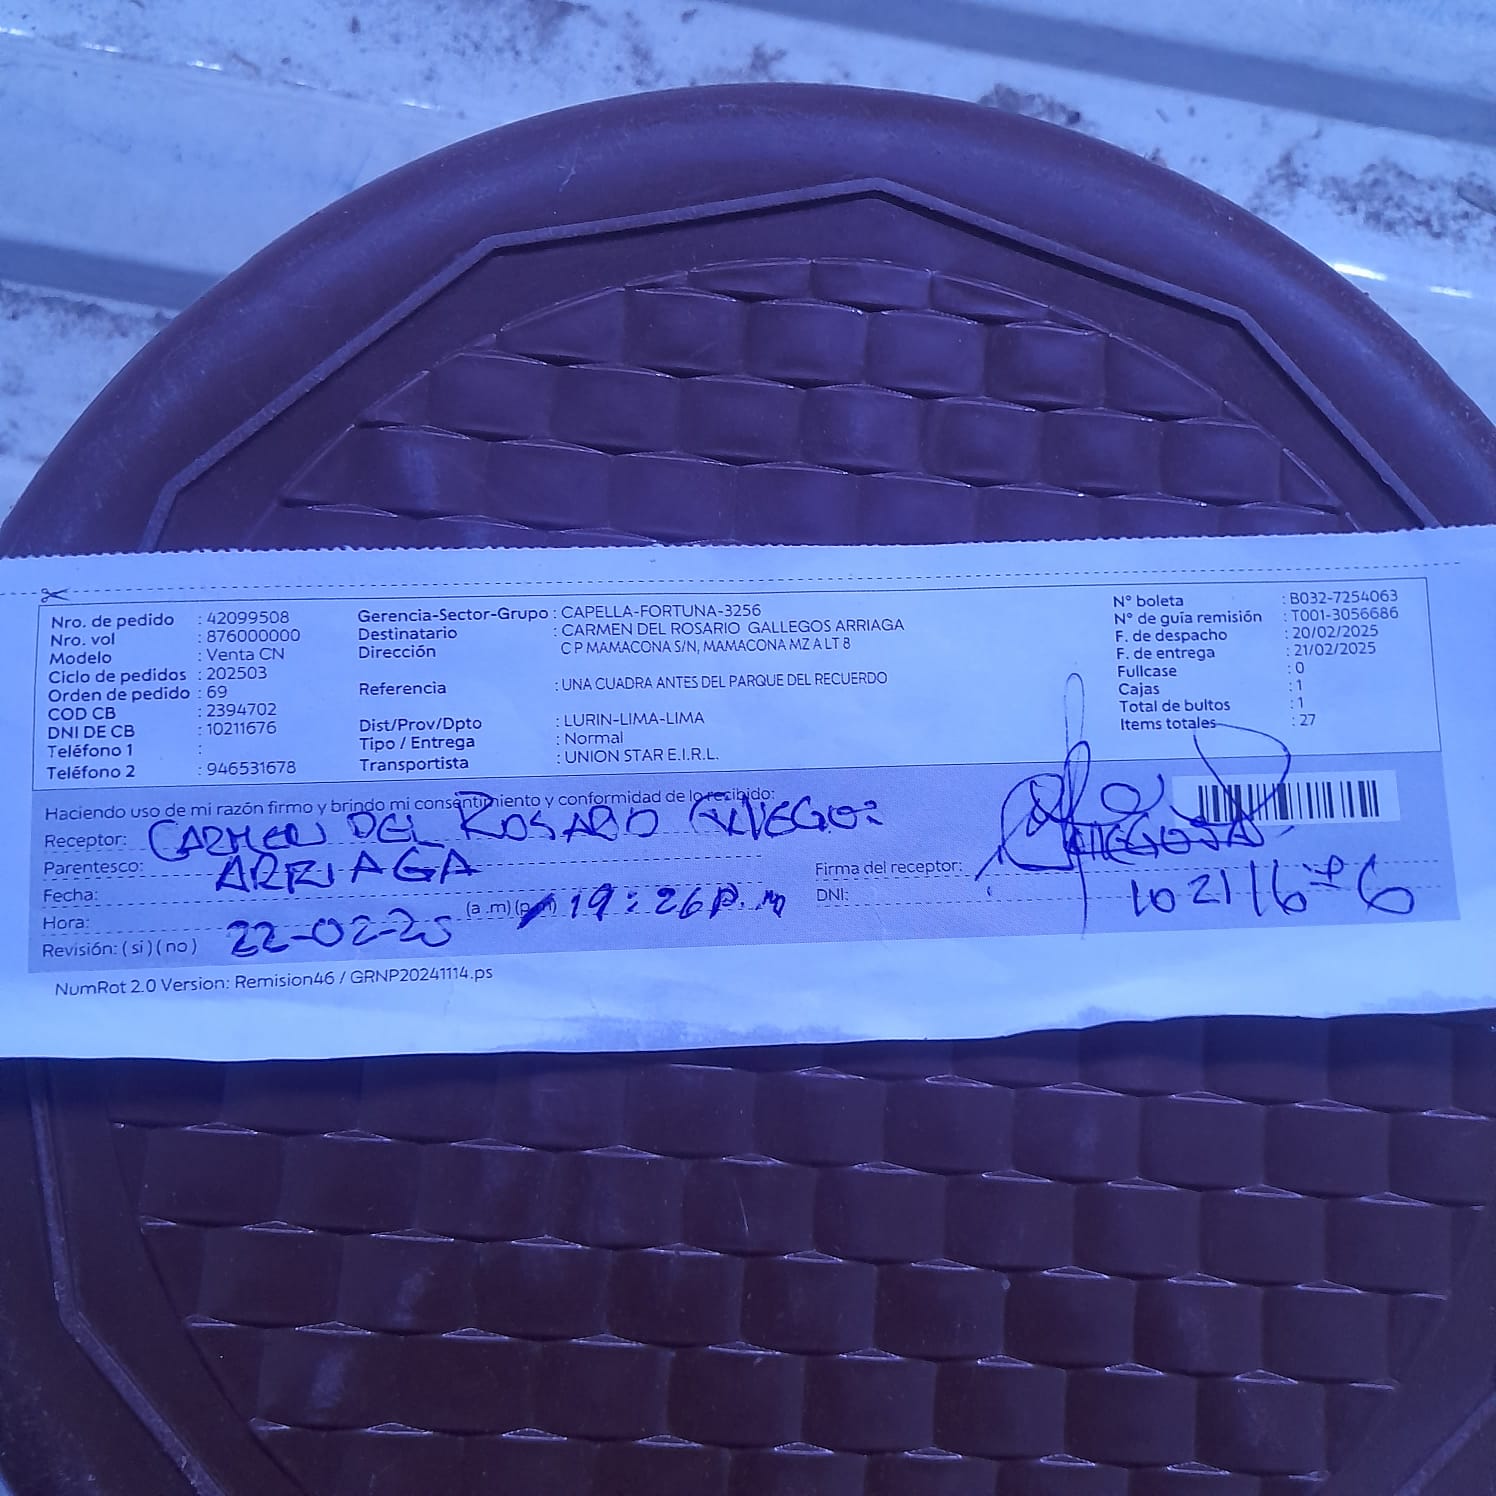 Nro. de pedido : 42099508
Nro. vol : 876000000
Modelo : Venta CN
Ciclo de pedidos : 202503
Orden de pedido : 69
COD CB : 2394702
DNI DE CB : 10211676
Teléfono 1 :
Teléfono 2 : 946531678
Gerencia-Sector-Grupo : CAPELLA-FORTUNA-3256
Destinatario : CARMEN DEL ROSARIO GALLEGOS ARRIAGA
Dirección C P MAMACONA S/N, MAMACONA MZ A LT 8
Referencia : UNA CUADRA ANTES DEL PARQUE DEL RECUERDO
Dist/Prov/Dpto : LURIN-LIMA-LIMA
Tipo / Entrega : Normal
Transportista : UNION STAR E.I.R.L.
N° boleta : B032-7254063
N° de guía remisión : T001-3056686
F. de despacho : 20/02/2025
F. de entrega : 21/02/2025
Fullcase : 0
Cajas : 1
Total de bultos : 1
Items totales : 27
Haciendo uso de mi razón firmo y brindo mi consentimiento y conformidad de lo recibido:
Receptor: CARMEN DEL ROSARIO
Parentesco: ARRIAGA
Fecha:
Hora: (a .m) (p.m) 19:26 P.m
Revisión: ( si ) ( no ) 22-02-25
Firma del receptor:
DNI: 10211676
NumRot 2.0 Version: Remision46 / GRNP20241114.ps